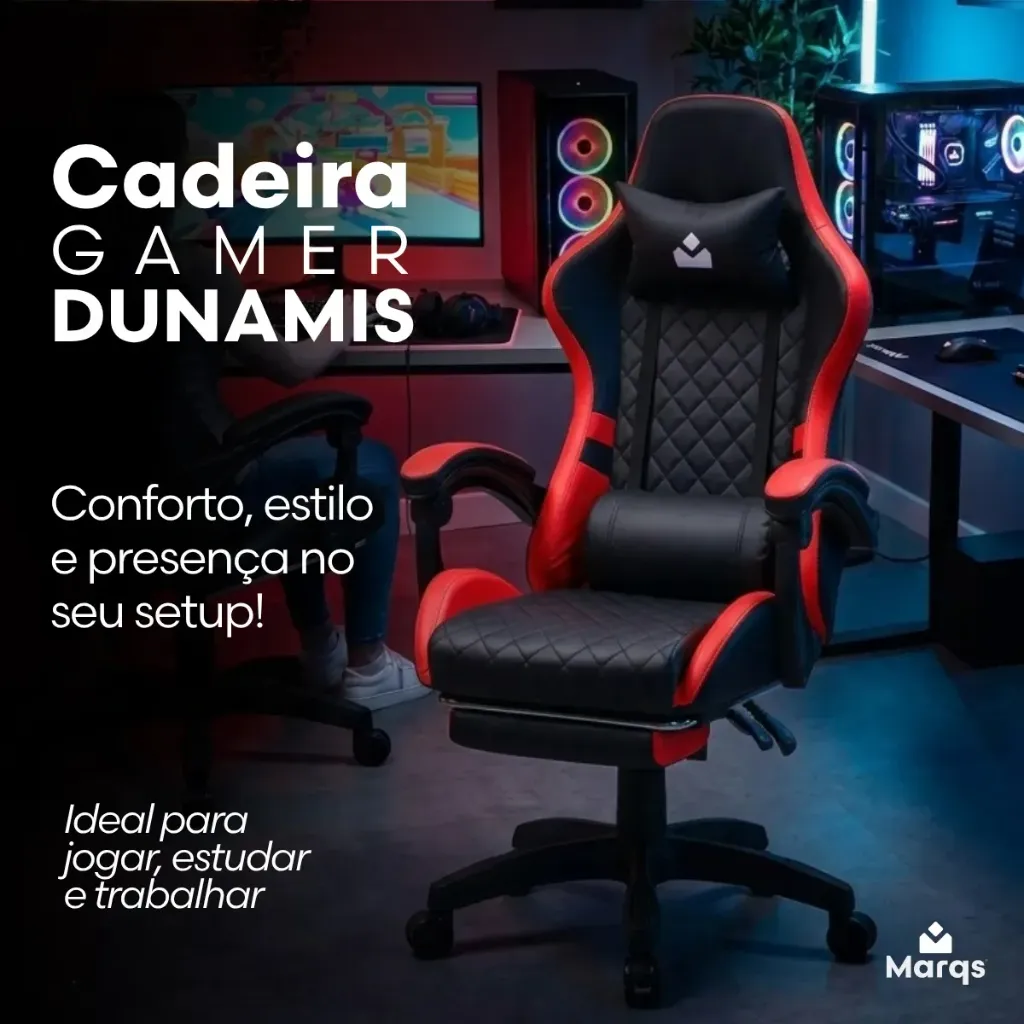 Cadeira
GAMER
DUNAMIS
Conforto, estilo
e presença no
seu setup!
Ideal para
jogar, estudar
e trabalhar
Marqs